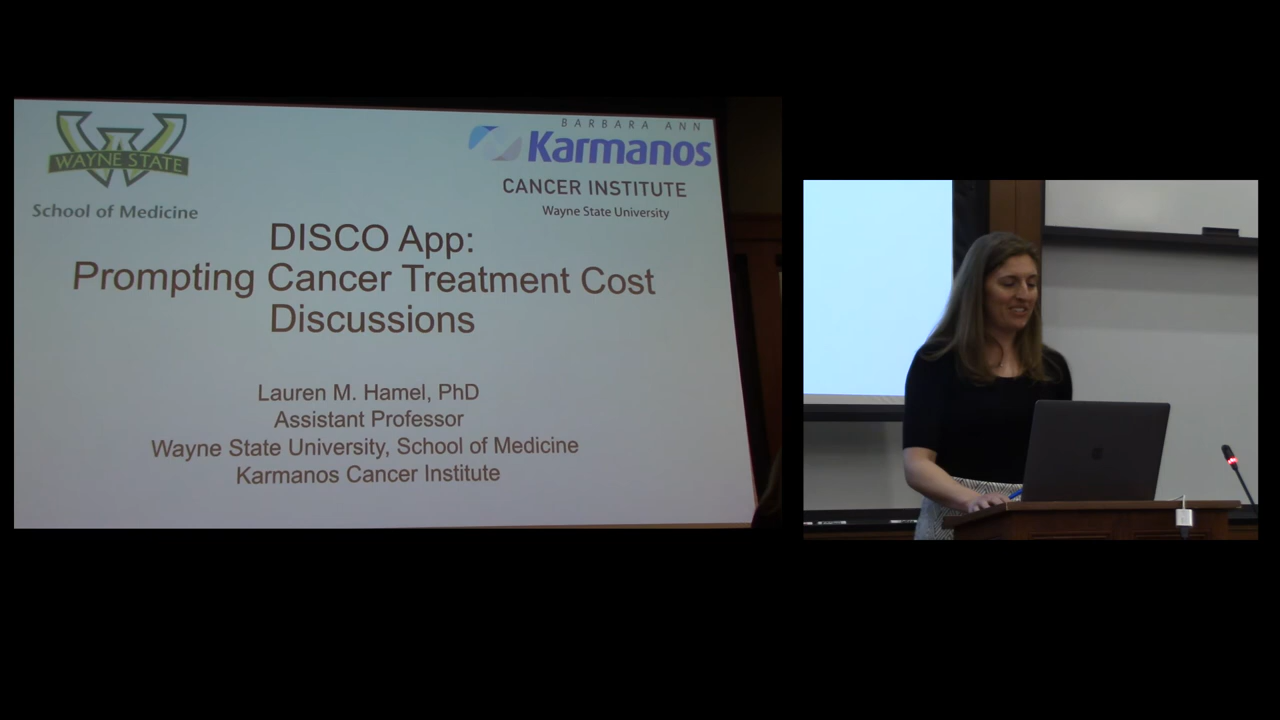 WAYNE STATE
School of Medicine
BARBARA ANN
Karmanos
CANCER INSTITUTE
Wayne State University
DISCO App:
Prompting Cancer Treatment Cost
Discussions
Lauren M. Hamel, PhD
Assistant Professor
Wayne State University, School of Medicine
Karmanos Cancer Institute